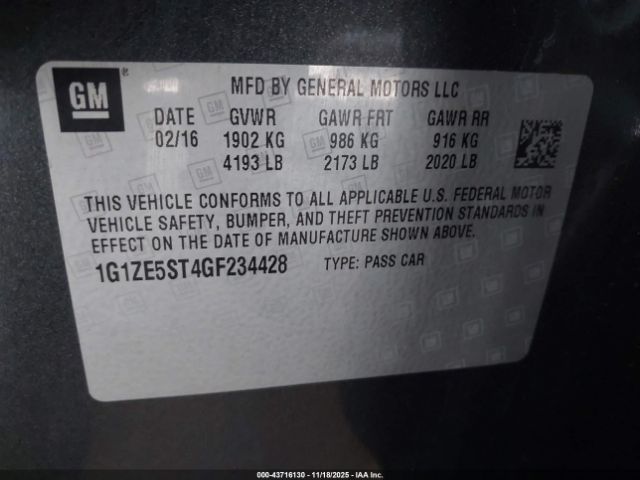 GM ® MFD BY GENERAL MOTORS LLC
DATE GVWR GAWR FRT GAWR RR
02/16 1902 KG 986 KG 916 KG
4193 LB 2173 LB 2020 LB
THIS VEHICLE CONFORMS TO ALL APPLICABLE U.S. FEDERAL MOTOR
VEHICLE SAFETY, BUMPER, AND THEFT PREVENTION STANDARDS IN
EFFECT ON THE DATE OF MANUFACTURE SHOWN ABOVE.
1G1ZE5ST4GF234428 TYPE: PASS CAR
000-43716130 - 11/18/2025 - IAA Inc.